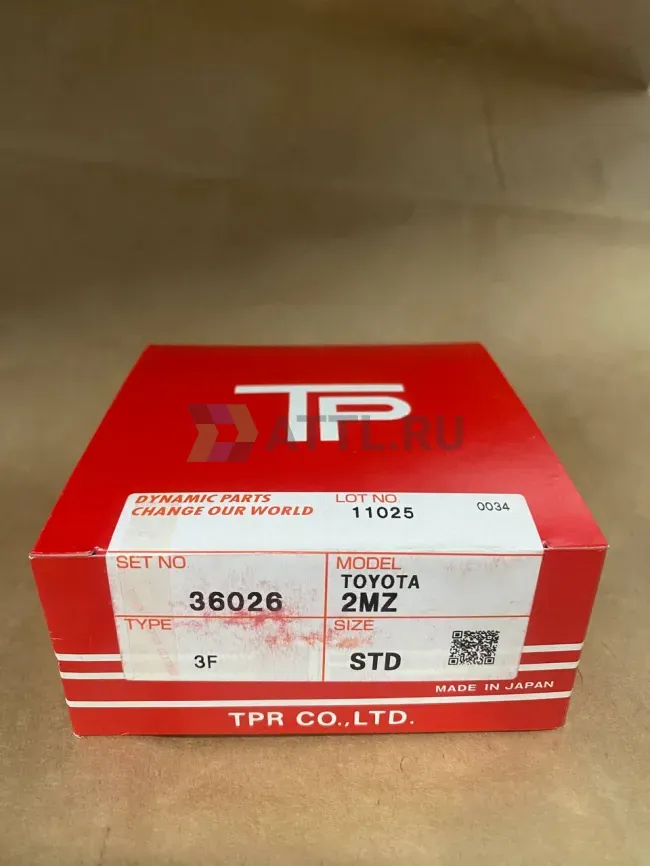 TP
ATTL.RU
DYNAMIC PARTS
CHANGE OUR WORLD
LOT NO.
11025
0034
SET NO
36026
MODEL
TOYOTA
2MZ
TYPE
3F
SIZE
STD
MADE IN JAPAN
TPR CO.,LTD.